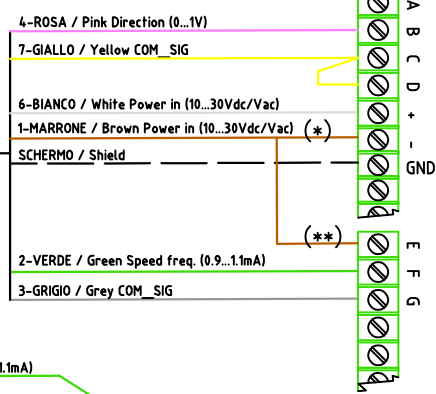 A
4-ROSA / Pink Direction (0...1V)
B
7-GIALLO / Yellow COM_SIG
C
D
6-BIANCO / White Power in (10...30Vdc/Vac)
+
1-MARRONE / Brown Power in (10...30Vdc/Vac)
(*)
-
SCHERMO / Shield
GND
(**)
E
2-VERDE / Green Speed freq. (0.9...1.1mA)
F
3-GRIGIO / Grey COM_SIG
G
1.1mA)